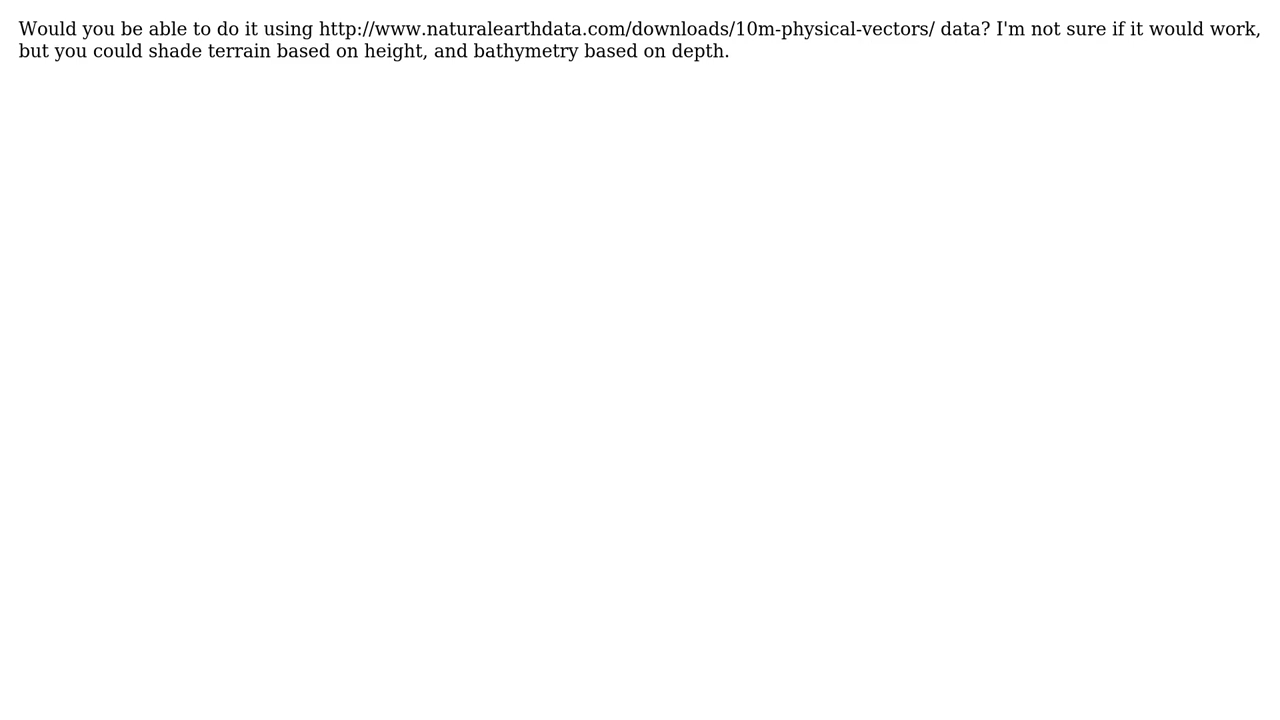 Would you be able to do it using http://www.naturalearthdata.com/downloads/10m-physical-vectors/ data? I'm not sure if it would work,
but you could shade terrain based on height, and bathymetry based on depth.